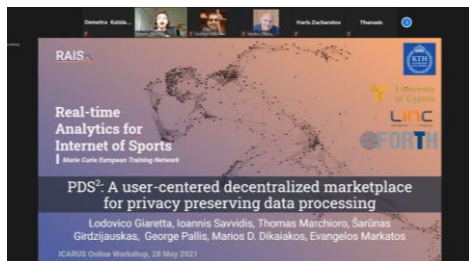 Demetra Katzio...
Haris Zacharatos
Thanasis
RAIS
KTH
University
of Cyprus
LINC
FORTH
Real-time
Analytics for
Internet of Sports
Marie Curie European Training Network
PDS²: A user-centered decentralized marketplace
for privacy preserving data processing
Lodovico Giaretta, Ioannis Savvidis, Thomas Marchioro, Šarūnas
Girdzijauskas, George Pallis, Marios D. Dikaiakos, Evangelos Markatos
ICARUS Online Workshop, 28 May 2021